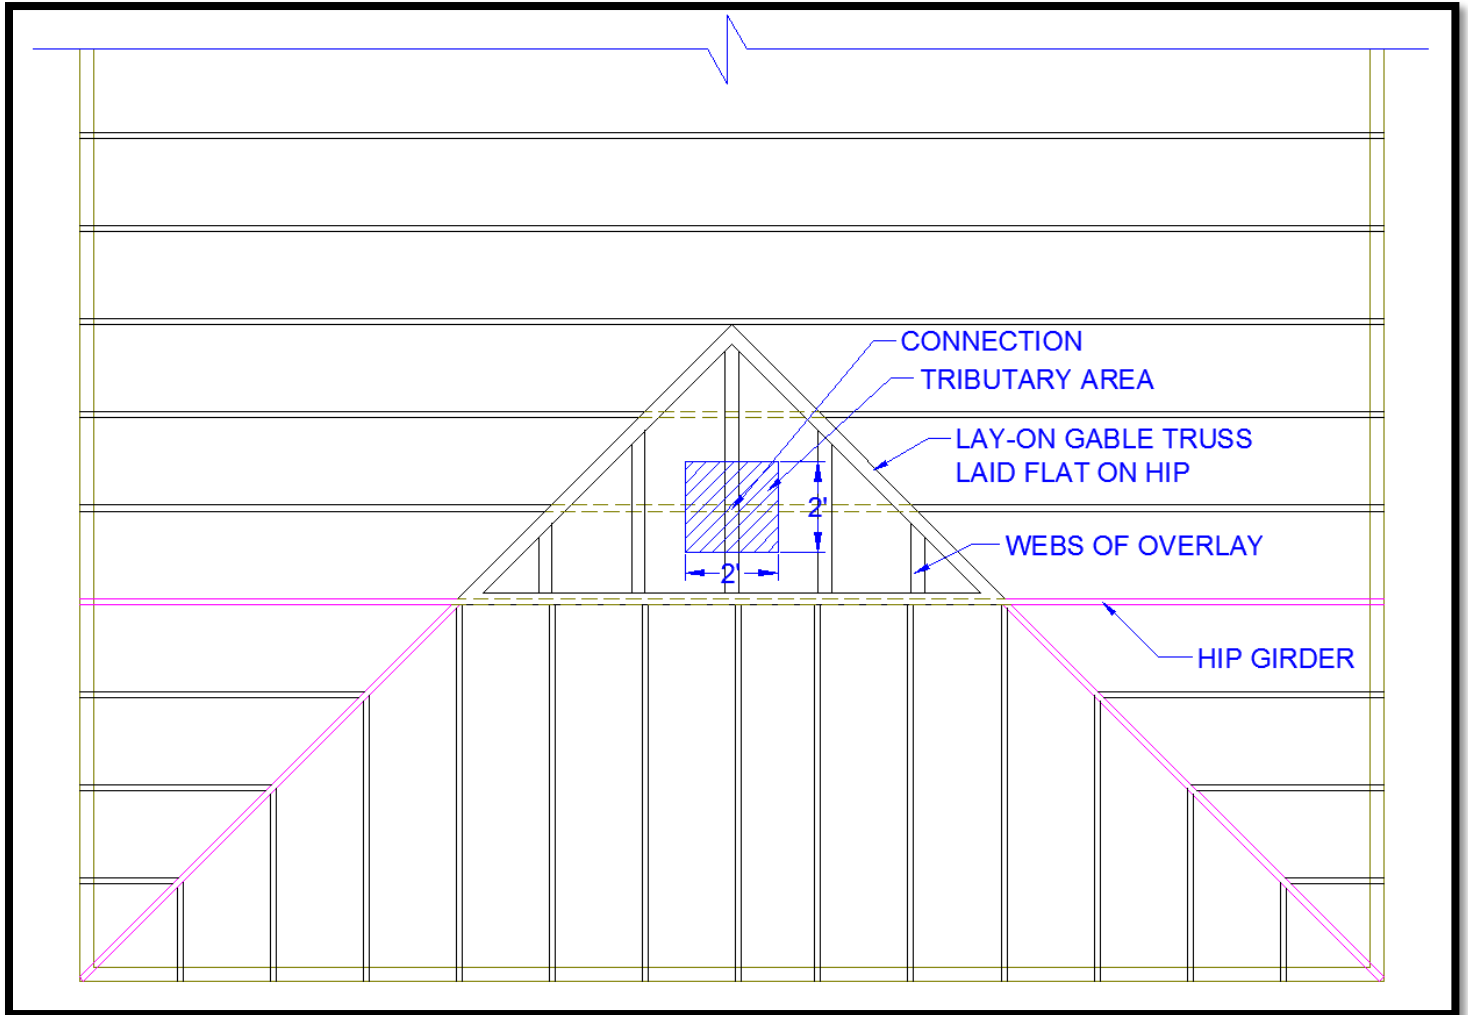 CONNECTION
TRIBUTARY AREA
LAY-ON GABLE TRUSS
LAID FLAT ON HIP
2'
WEBS OF OVERLAY
2'
HIP GIRDER